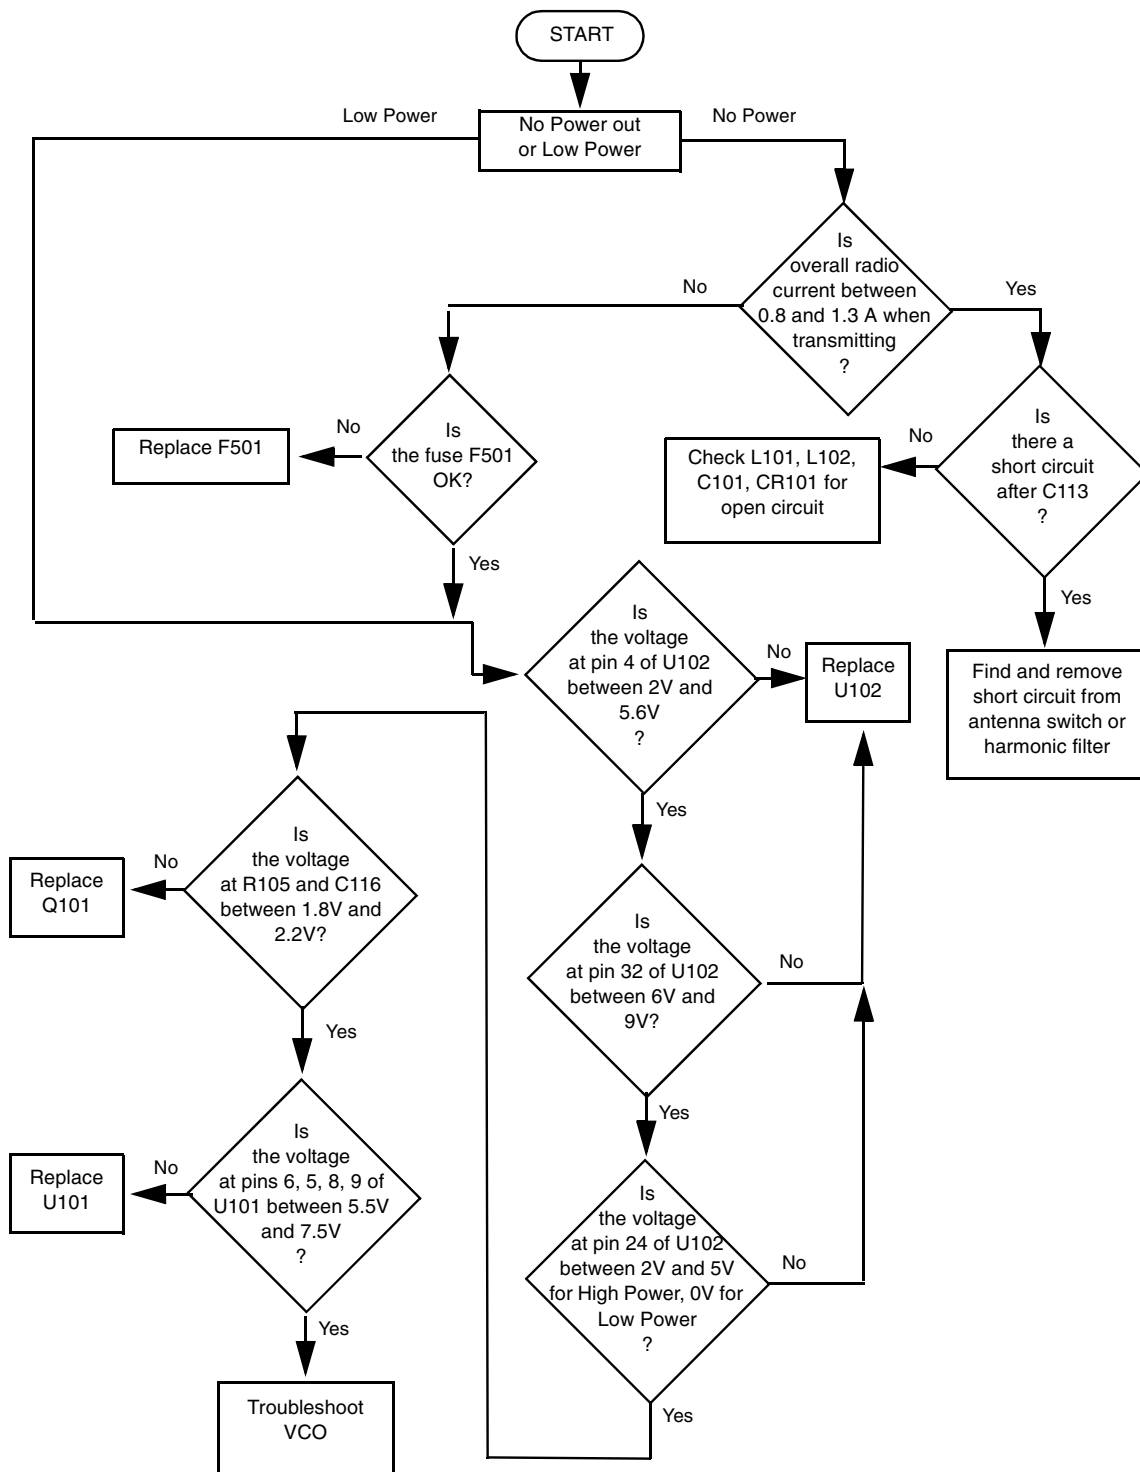 START
Low Power
No Power out
or Low Power
No Power
Is
overall radio
current between
0.8 and 1.3 A when
transmitting
?
No
Yes
Is
the fuse F501
OK?
No
Replace F501
Yes
Is
there a
short circuit
after C113
?
No
Check L101, L102,
C101, CR101 for
open circuit
Yes
Find and remove
short circuit from
antenna switch or
harmonic filter
Is
the voltage
at pin 4 of U102
between 2V and
5.6V
?
No
Replace
U102
Yes
Is
the voltage
at pin 32 of U102
between 6V and
9V?
No
Yes
Is
the voltage
at pin 24 of U102
between 2V and 5V
for High Power, 0V for
Low Power
?
No
Yes
Is
the voltage
at R105 and C116
between 1.8V and
2.2V?
No
Replace
Q101
Yes
Is
the voltage
at pins 6, 5, 8, 9 of
U101 between 5.5V
and 7.5V
?
No
Replace
U101
Yes
Troubleshoot
VCO